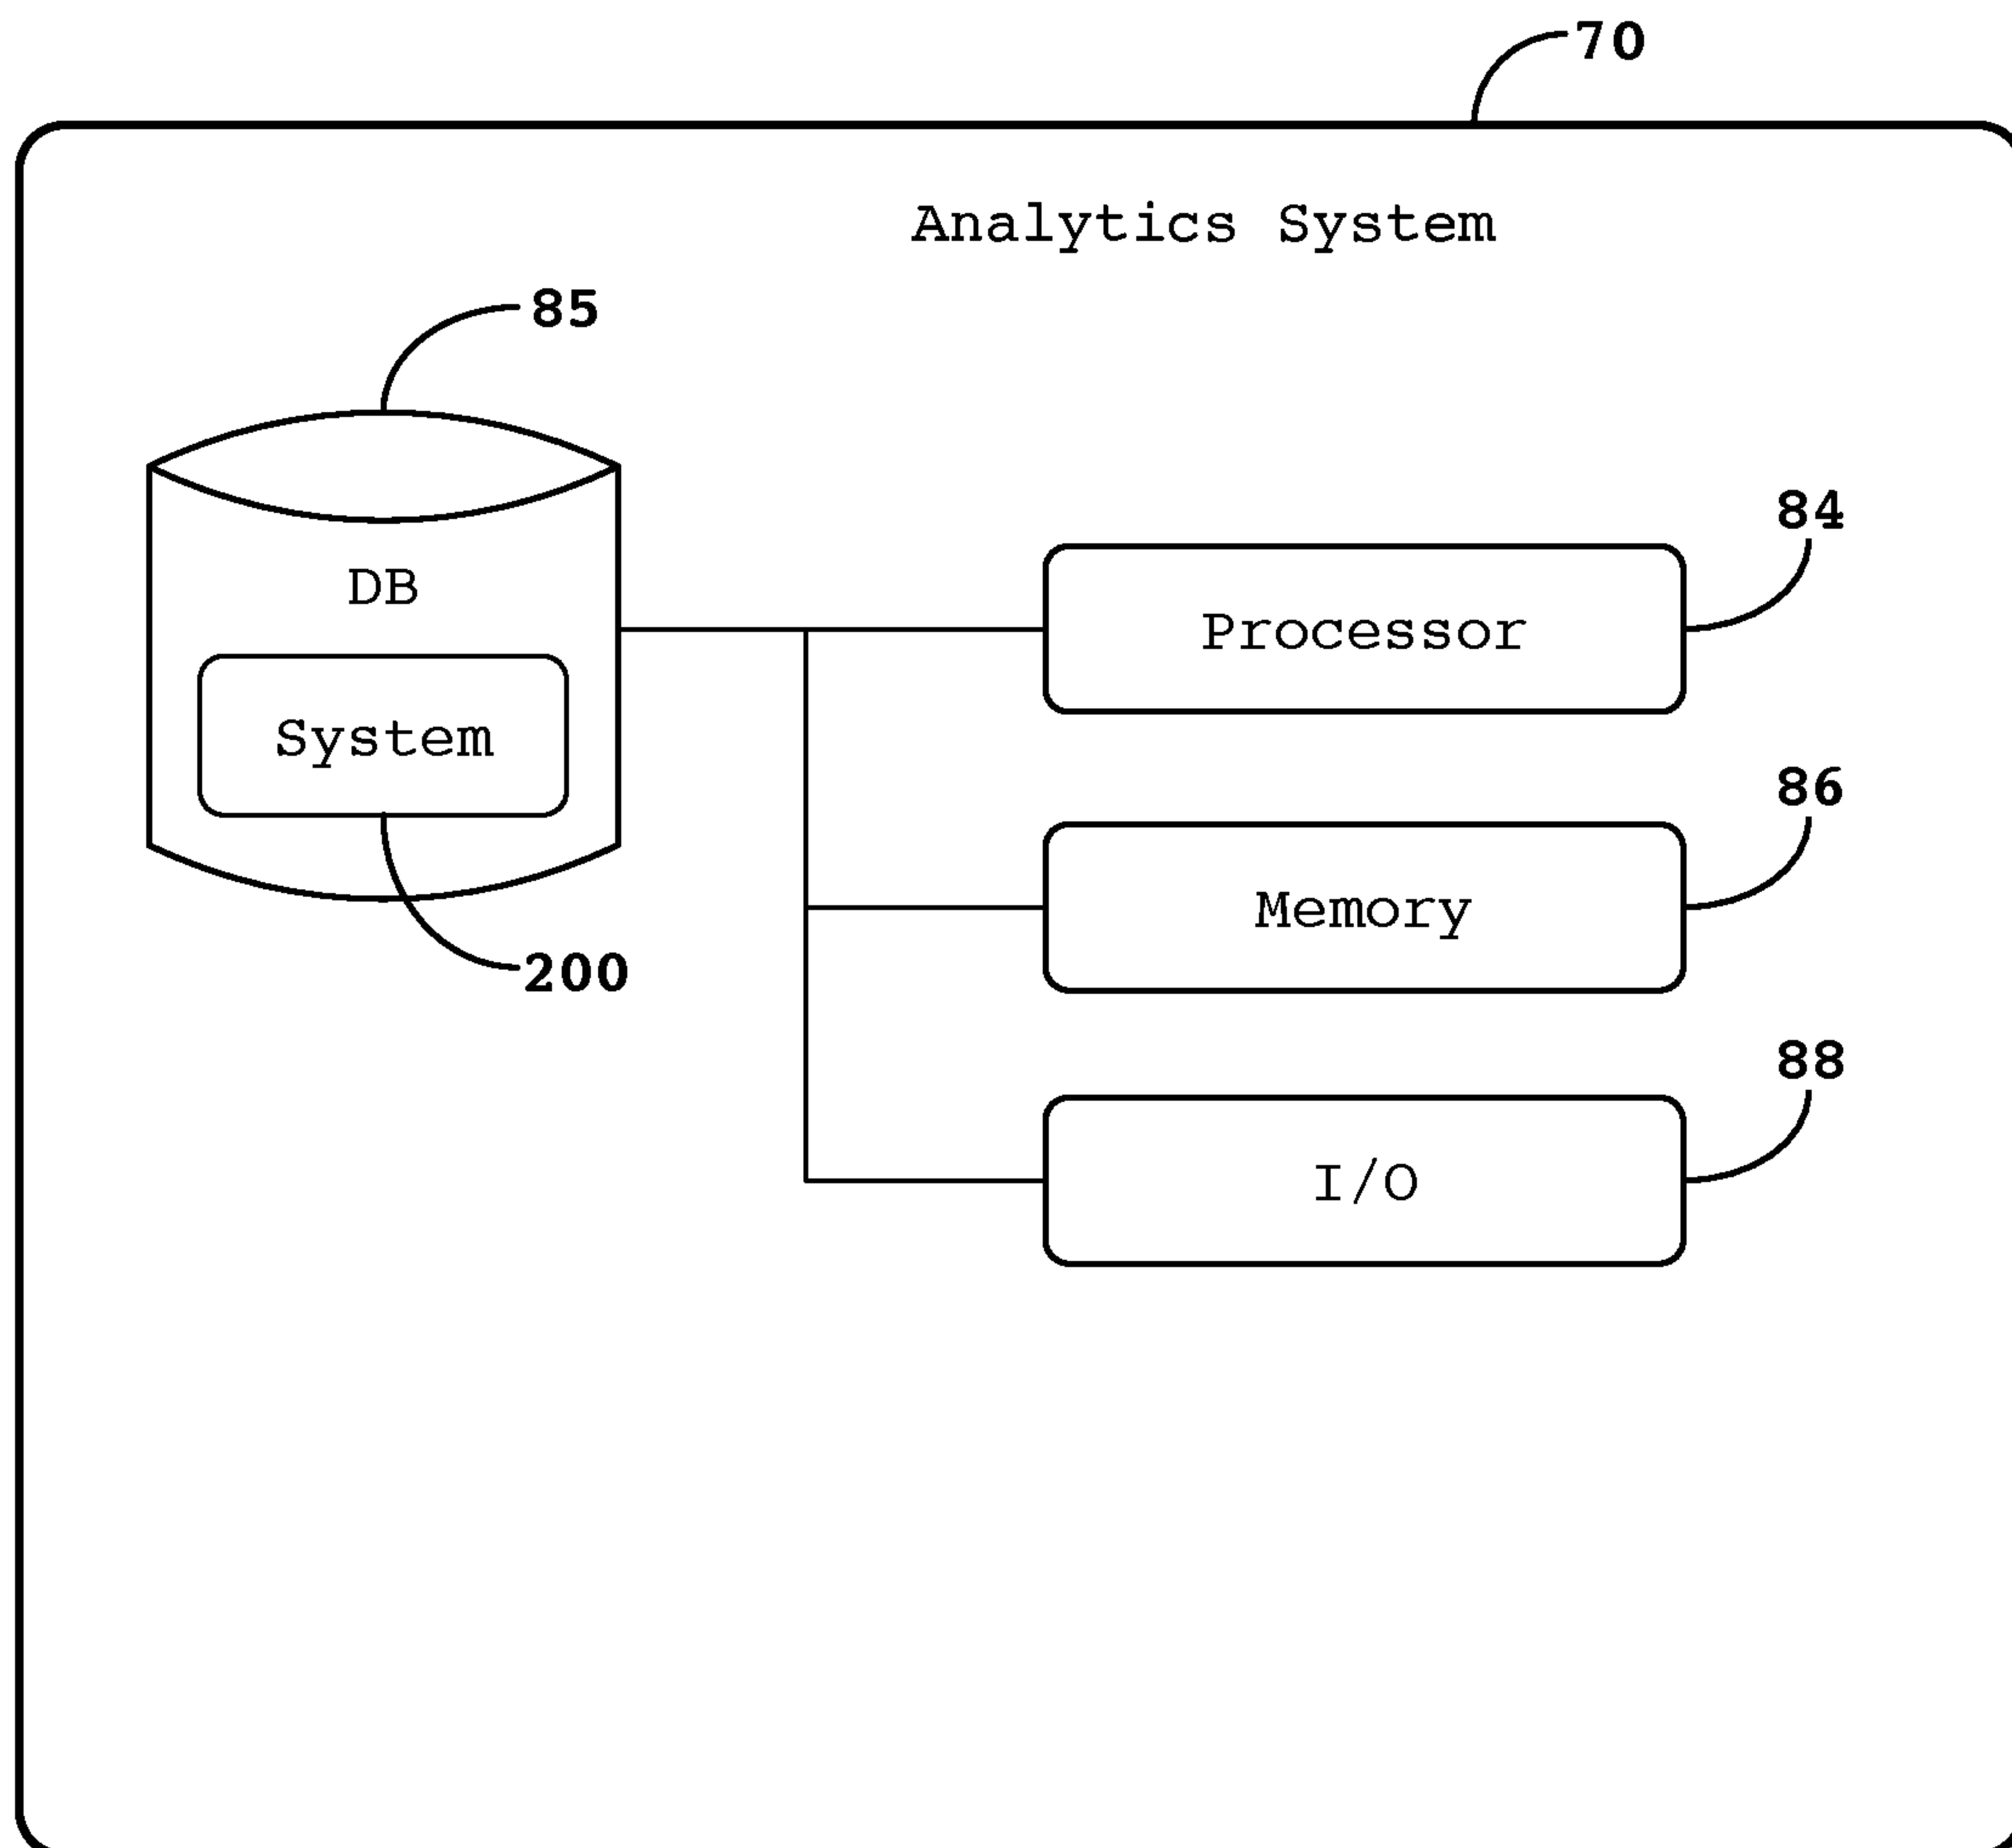 70
Analytics System
85
84
DB
Processor
System
86
Memory
200
88
I/O